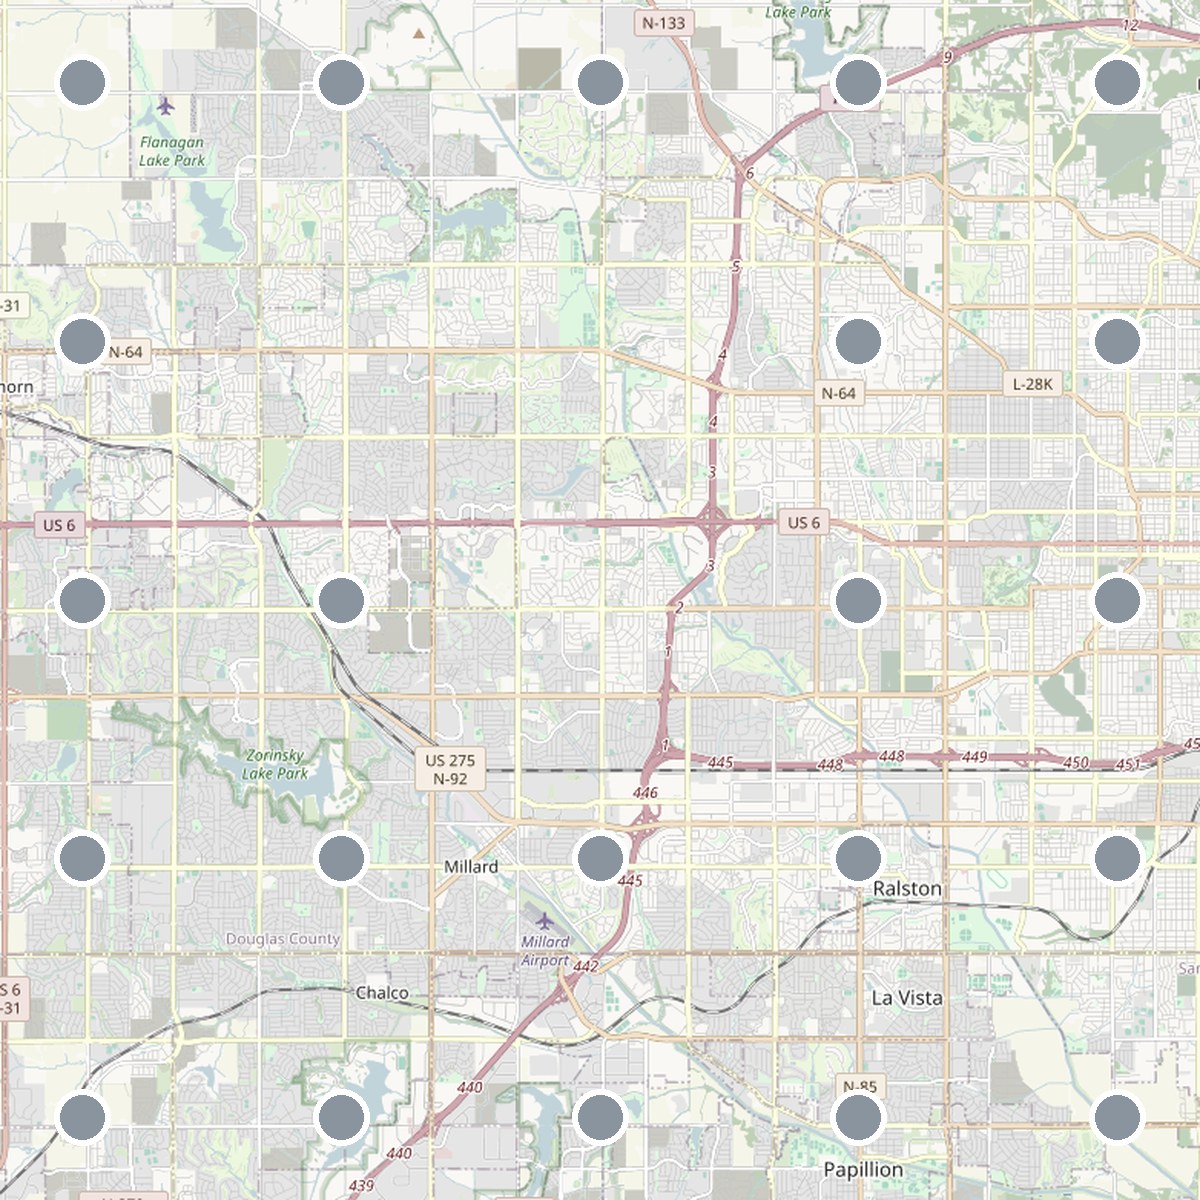 Lake Park
N-133
12
9
Flanagan
Lake Park
6
5
-31
N-64
4
horn
L-28K
N-64
4
3
US 6
US 6
3
2
1
Zorinsky
Lake Park
1
US 275
N-92
445
448
448
449
450
451
45
446
Millard
445
Ralston
Douglas County
Millard
Airport
442
S 6
-31
Chalco
La Vista
440
N-85
440
Papillion
439